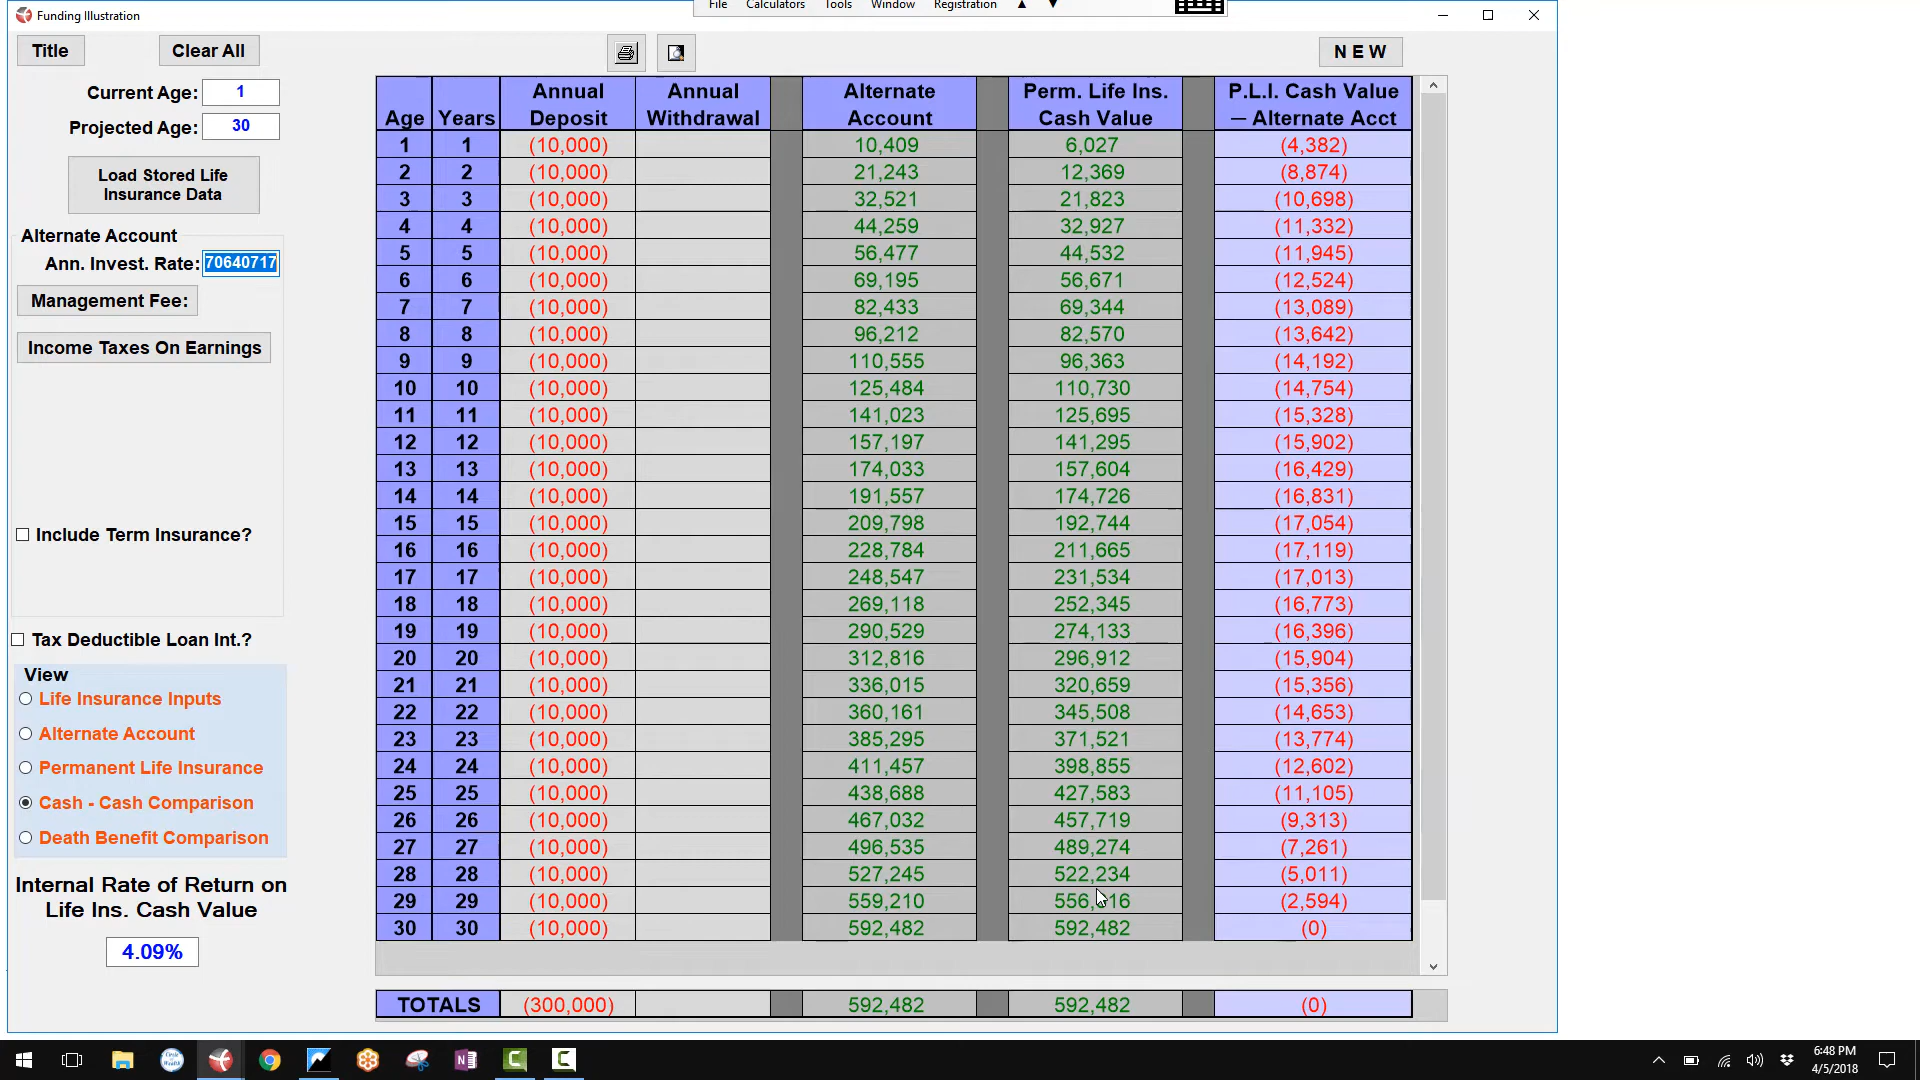 File Calculators Tools Window Registration
Funding Illustration
Title Clear All N E W
Current Age: 1
Projected Age: 30
Load Stored Life
Insurance Data
Alternate Account
Ann. Invest. Rate: 70640717
Management Fee:
Income Taxes On Earnings
Include Term Insurance?
Tax Deductible Loan Int.?
View
Life Insurance Inputs
Alternate Account
Permanent Life Insurance
Cash - Cash Comparison
Death Benefit Comparison
Internal Rate of Return on
Life Ins. Cash Value
4.09%
Annual Annual Alternate Perm. Life Ins. P.L.I. Cash Value
Age Years Deposit Withdrawal Account Cash Value — Alternate Acct
1 1 (10,000) 10,409 6,027 (4,382)
2 2 (10,000) 21,243 12,369 (8,874)
3 3 (10,000) 32,521 21,823 (10,698)
4 4 (10,000) 44,259 32,927 (11,332)
5 5 (10,000) 56,477 44,532 (11,945)
6 6 (10,000) 69,195 56,671 (12,524)
7 7 (10,000) 82,433 69,344 (13,089)
8 8 (10,000) 96,212 82,570 (13,642)
9 9 (10,000) 110,555 96,363 (14,192)
10 10 (10,000) 125,484 110,730 (14,754)
11 11 (10,000) 141,023 125,695 (15,328)
12 12 (10,000) 157,197 141,295 (15,902)
13 13 (10,000) 174,033 157,604 (16,429)
14 14 (10,000) 191,557 174,726 (16,831)
15 15 (10,000) 209,798 192,744 (17,054)
16 16 (10,000) 228,784 211,665 (17,119)
17 17 (10,000) 248,547 231,534 (17,013)
18 18 (10,000) 269,118 252,345 (16,773)
19 19 (10,000) 290,529 274,133 (16,396)
20 20 (10,000) 312,816 296,912 (15,904)
21 21 (10,000) 336,015 320,659 (15,356)
22 22 (10,000) 360,161 345,508 (14,653)
23 23 (10,000) 385,295 371,521 (13,774)
24 24 (10,000) 411,457 398,855 (12,602)
25 25 (10,000) 438,688 427,583 (11,105)
26 26 (10,000) 467,032 457,719 (9,313)
27 27 (10,000) 496,535 489,274 (7,261)
28 28 (10,000) 527,245 522,234 (5,011)
29 29 (10,000) 559,210 (2,594)
30 30 (10,000) 592,482 592,482 (0)
TOTALS (300,000) 592,482 592,482 (0)
6:48 PM
4/5/2018